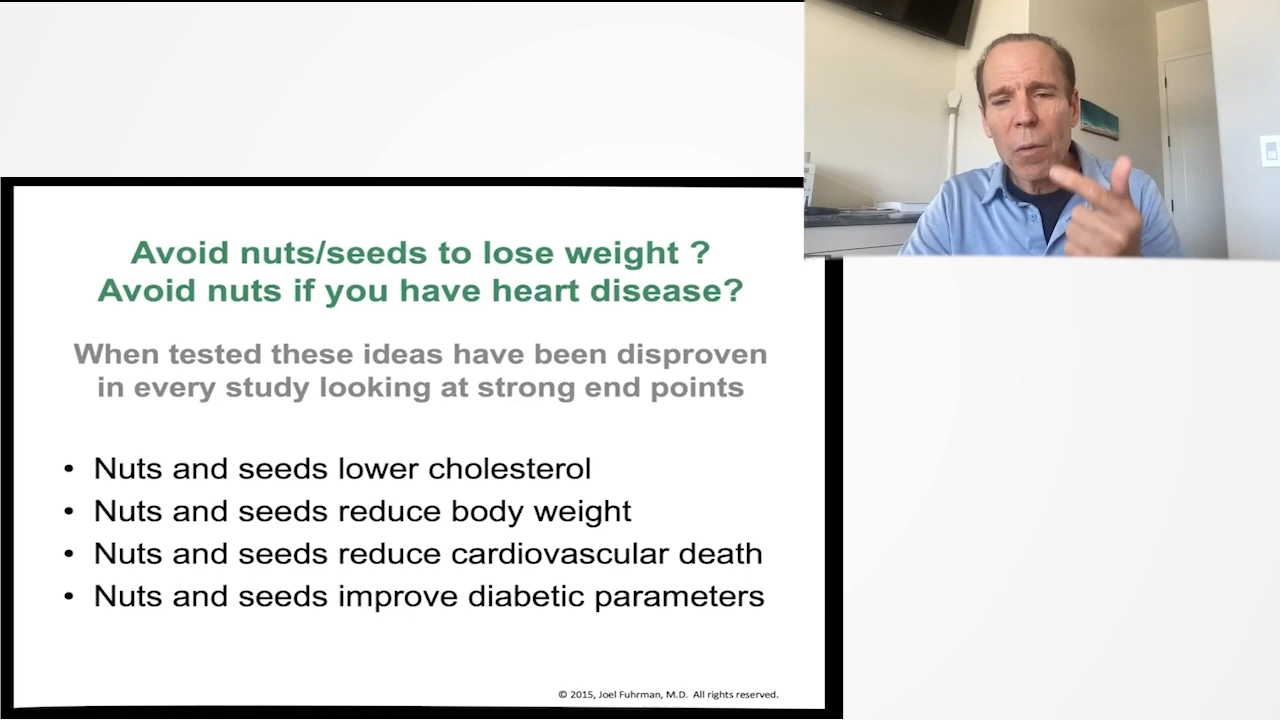 Avoid nuts/seeds to lose weight ?
Avoid nuts if you have heart disease?
When tested these ideas have been disproven
in every study looking at strong end points
• Nuts and seeds lower cholesterol
• Nuts and seeds reduce body weight
• Nuts and seeds reduce cardiovascular death
• Nuts and seeds improve diabetic parameters
© 2015, Joel Fuhrman, M.D. All rights reserved.